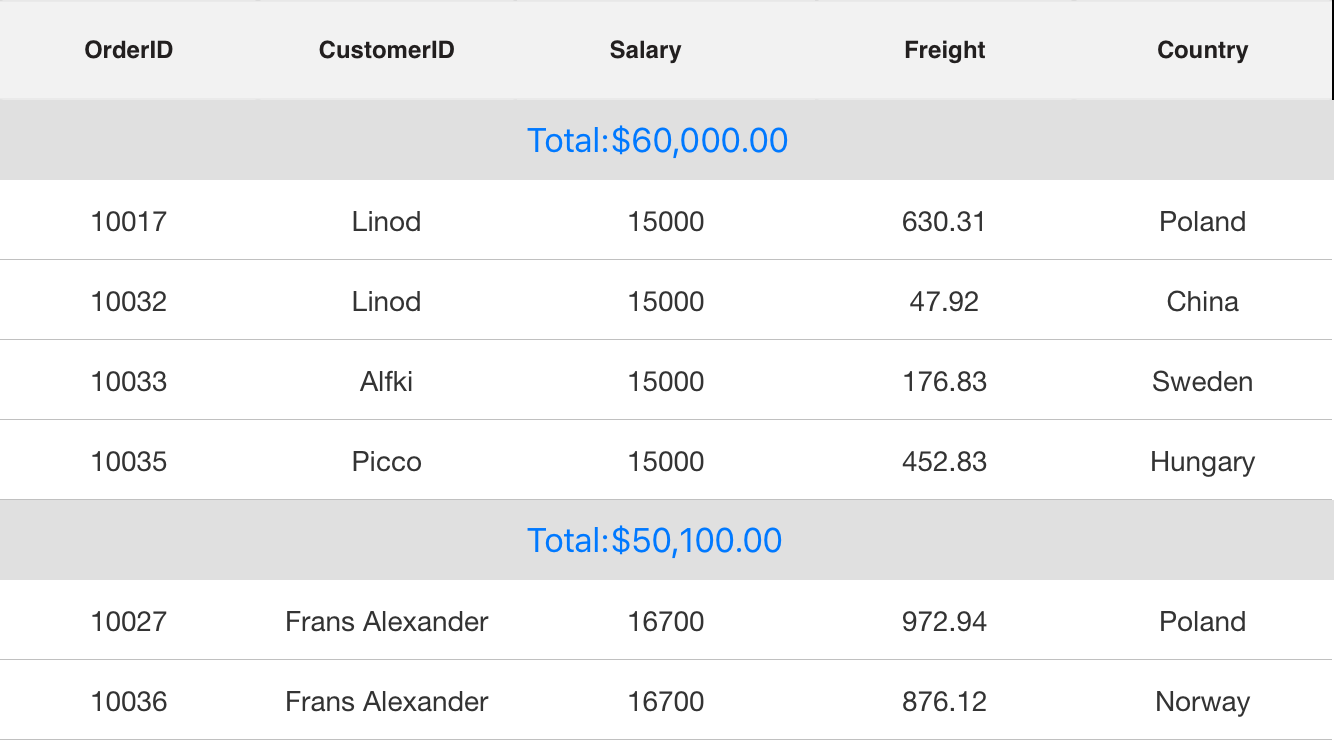 OrderID CustomerID Salary Freight Country
Total:$60,000.00
10017 Linod 15000 630.31 Poland
10032 Linod 15000 47.92 China
10033 Alfki 15000 176.83 Sweden
10035 Picco 15000 452.83 Hungary
Total:$50,100.00
10027 Frans Alexander 16700 972.94 Poland
10036 Frans Alexander 16700 876.12 Norway